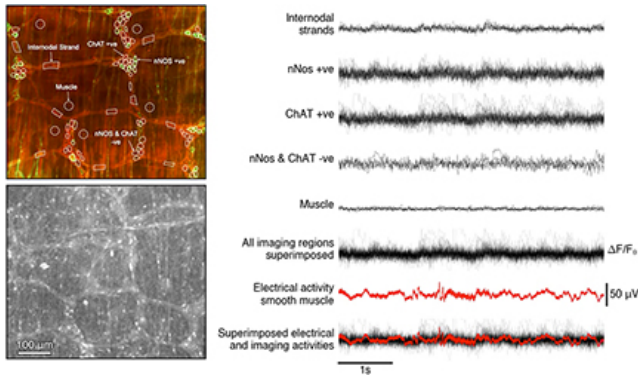 ChAT +ve
Internodal Strand
nNOS +ve
Muscle
nNOS & ChAT
-ve
100 µm
Internodal
strands
nNos +ve
ChAT +ve
nNos & ChAT -ve
Muscle
All imaging regions
superimposed
ΔF/F₀
Electrical activity
smooth muscle
50 µV
Superimposed electrical
and imaging activities
1s